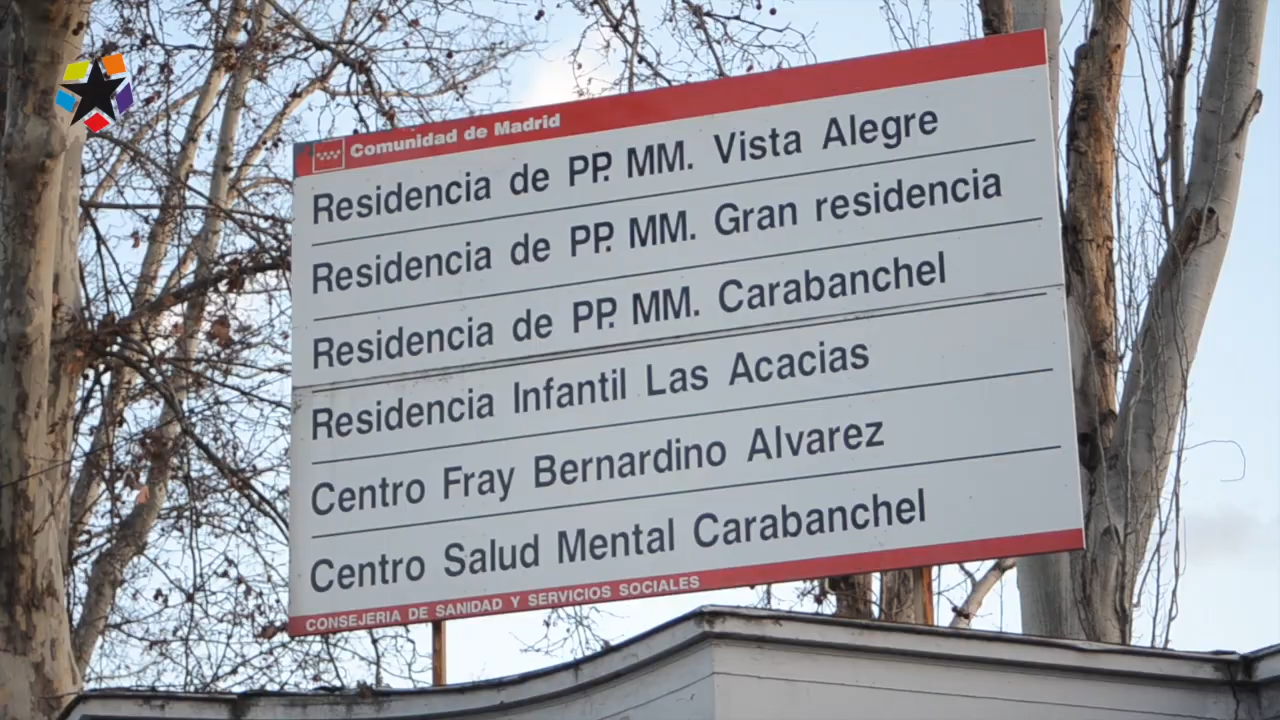 Comunidad de Madrid
Residencia de PP. MM. Vista Alegre
Residencia de PP. MM. Gran residencia
Residencia de PP. MM. Carabanchel
Residencia Infantil Las Acacias
Centro Fray Bernardino Alvarez
Centro Salud Mental Carabanchel
CONSEJERIA DE SANIDAD Y SERVICIOS SOCIALES